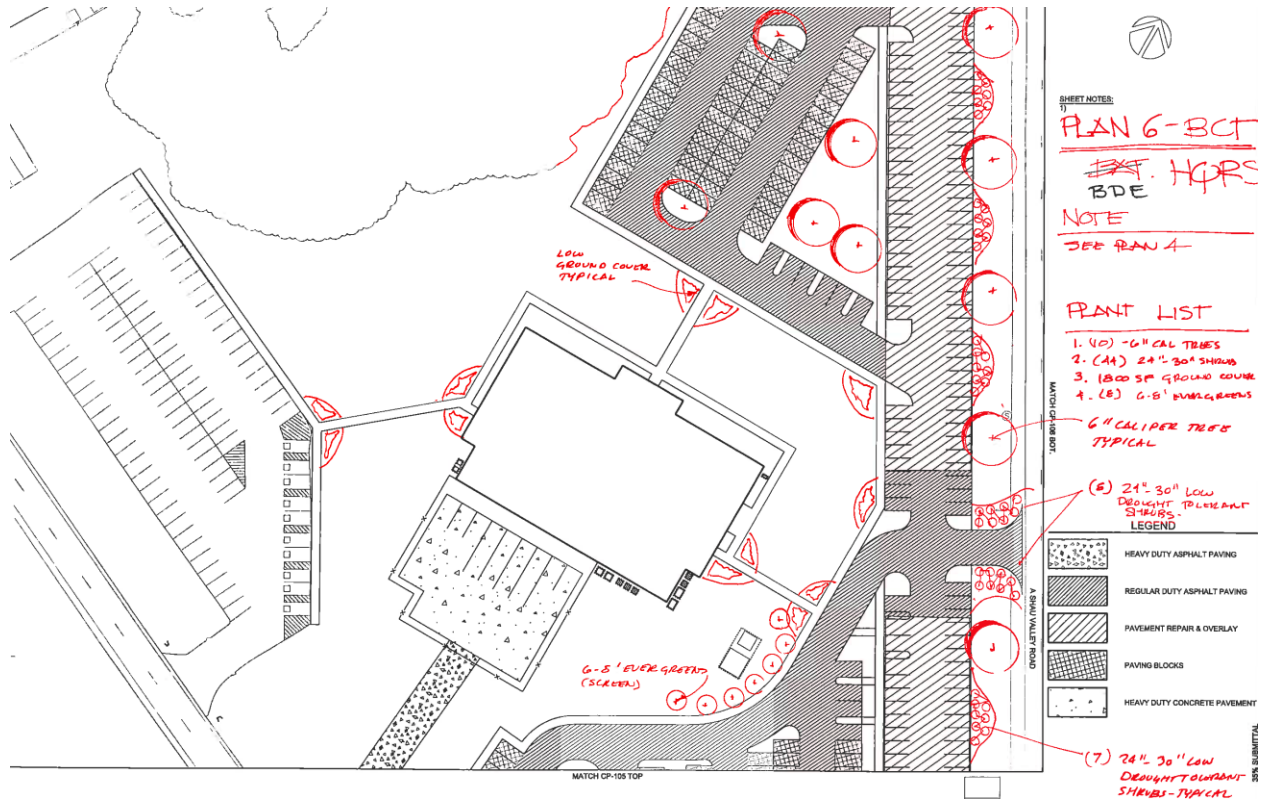 SHEET NOTES:
1)
PLAN 6-BCT
BDE HQRS
NOTE
SEE PLAN 4
PLANT LIST
1. (10) - 6" CAL TREES
2. (44) 24"-30" SHRUB
3. 1800 SF GROUND COVER
4. (8) 6-8' EVERGREENS
6" CALIPER TREE
TYPICAL
(8) 24"-30" LOW
DROUGHT TOLERANT
SHRUBS-
LEGEND
HEAVY DUTY ASPHALT PAVING
REGULAR DUTY ASPHALT PAVING
PAVEMENT REPAIR & OVERLAY
PAVING BLOCKS
HEAVY DUTY CONCRETE PAVEMENT
(7) 24"-30" LOW
DROUGHT TOLERANT
SHRUBS-TYPICAL
LOW
GROUND COVER
TYPICAL
6-8' EVERGREENS
(SCREEN)
MATCH CP-106 BOT.
A SHAU VALLEY ROAD
MATCH CP-105 TOP
35% SUBMITTAL